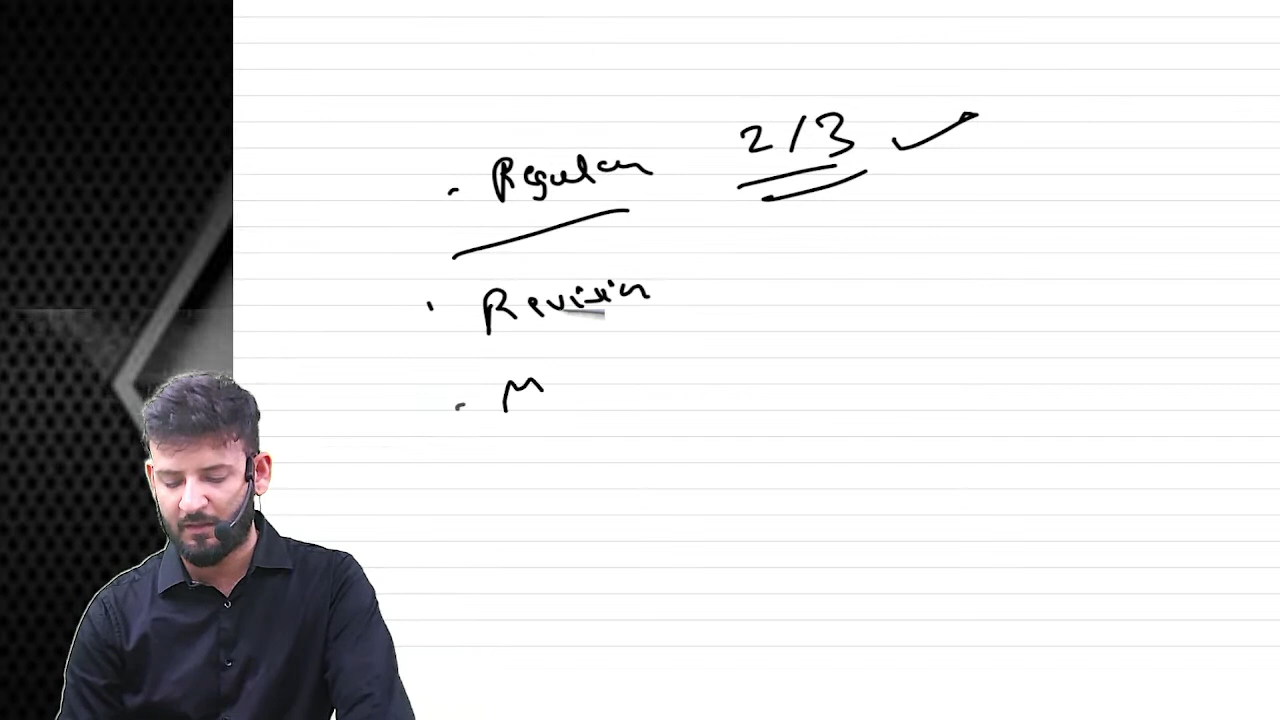 · Regular 2/3 ✓
· Revision
· M